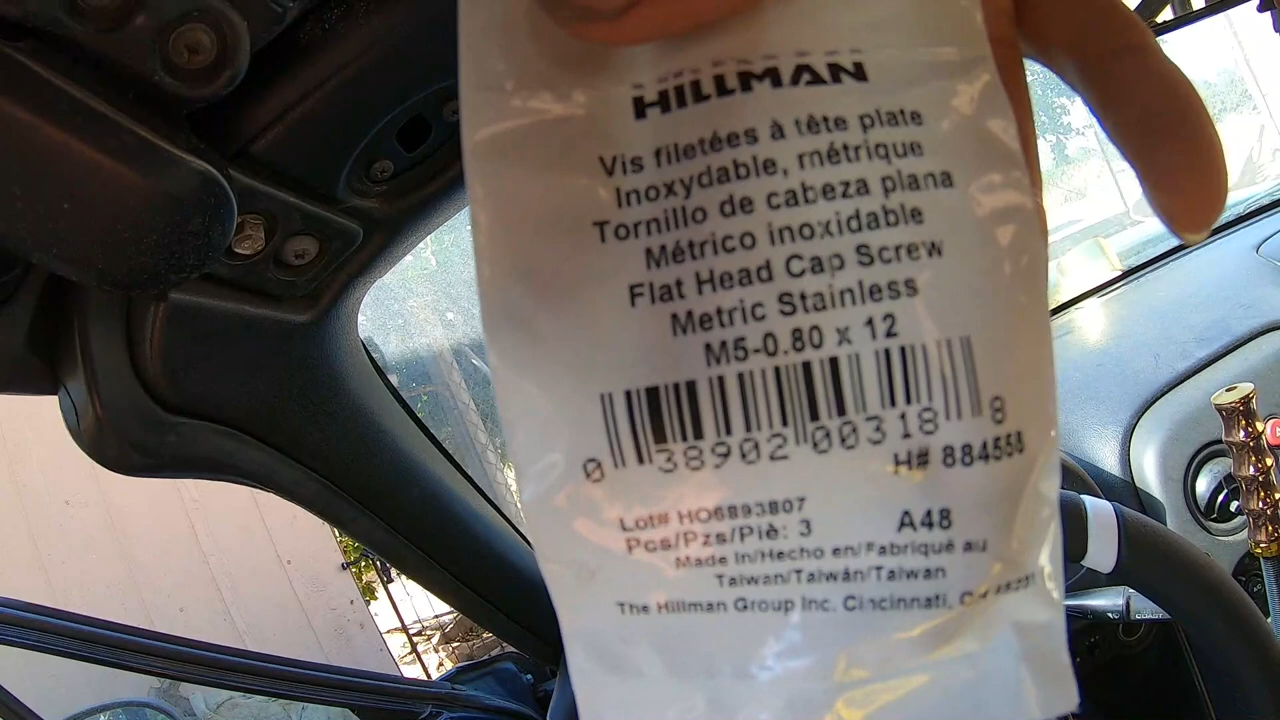 HILLMAN
Vis filetées à tête plate
Inoxydable, métrique
Tornillo de cabeza plana
Métrico inoxidable
Flat Head Cap Screw
Metric Stainless
M5-0.80 x 12
0 38902 00318 8
H# 884558
Lot# HO6893807
Pcs/Pzs/Piè: 3 A48
Made In/Hecho en/Fabriqué au
Taiwan/Taiwán/Taïwan
The Hillman Group Inc. Cincinnati,
COAST